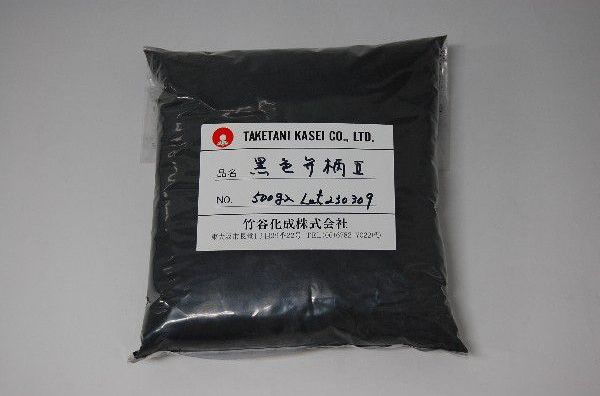 TAKETANI KASEI CO., LTD.
品名 黒色弁柄Ⅱ
NO. 500g入 Lot 230309
竹谷化成株式会社